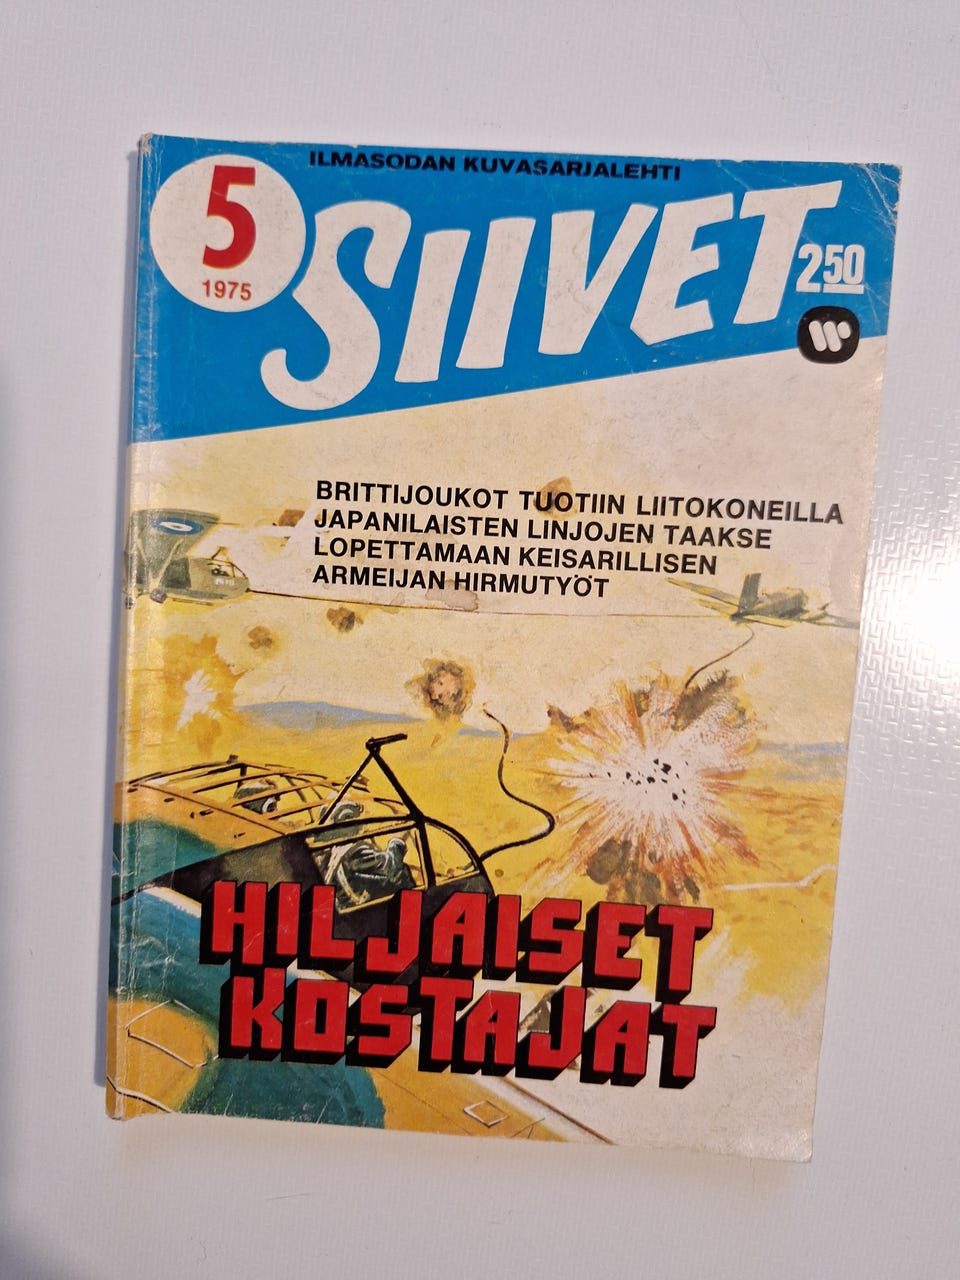 ILMASODAN KUVASARJALEHTI
5
1975
SIIVET
2 50
BRITTIJOUKOT TUOTIIN LIITOKONEILLA
JAPANILAISTEN LINJOJEN TAAKSE
LOPETTAMAAN KEISARILLISEN
ARMEIJAN HIRMUTYÖT
HILJAISET
KOSTAJAT